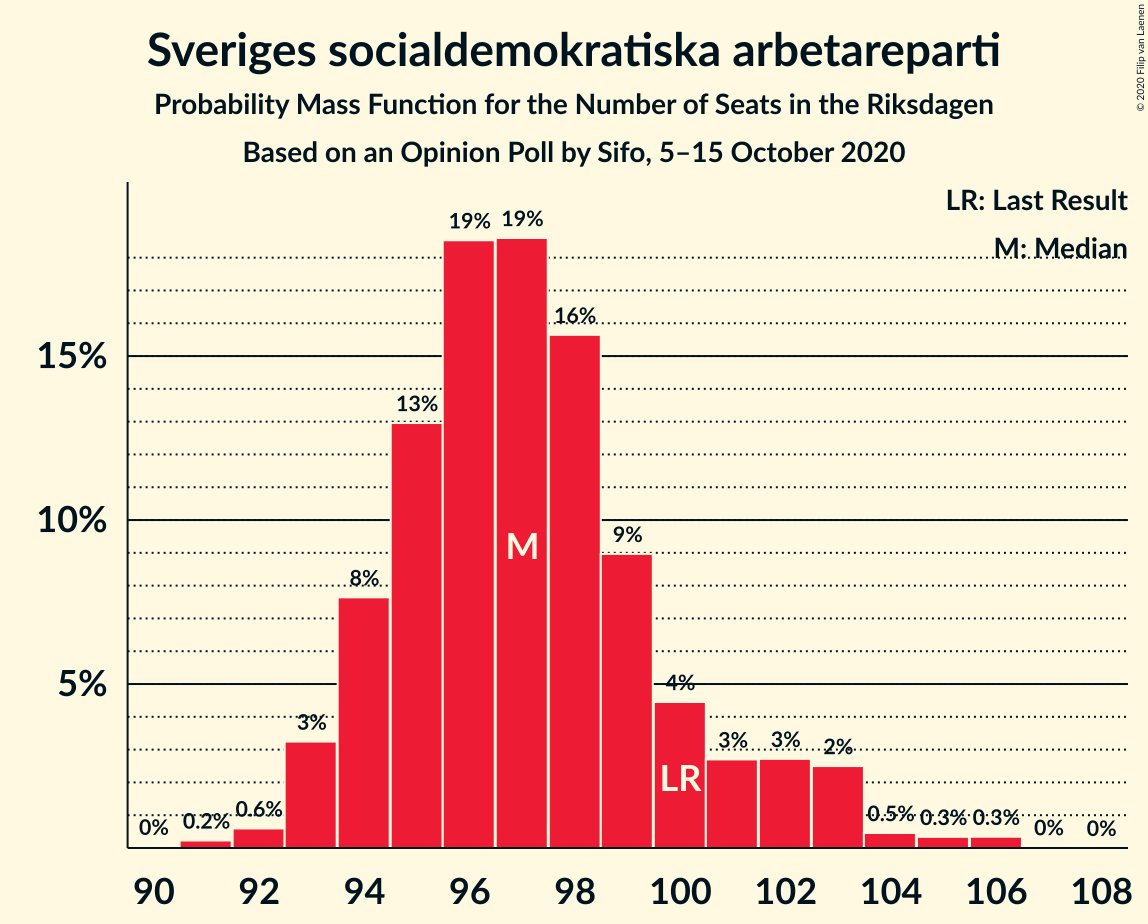 Sveriges socialdemokratiska arbetareparti
Probability Mass Function for the Number of Seats in the Riksdagen
Based on an Opinion Poll by Sifo, 5–15 October 2020
© 2020 Filip van Laenen
LR: Last Result
M: Median
15%
10%
5%
0%
0.2%
0.6%
3%
8%
13%
19%
19%
16%
9%
4%
3%
3%
2%
0.5%
0.3%
0.3%
0%
0%
M
LR
90 92 94 96 98 100 102 104 106 108